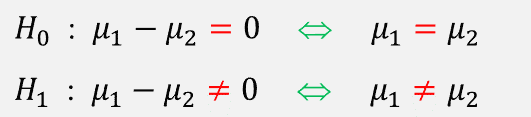 H₀ : μ₁ − μ₂ = 0 ⇔ μ₁ = μ₂
H₁ : μ₁ − μ₂ ≠ 0 ⇔ μ₁ ≠ μ₂